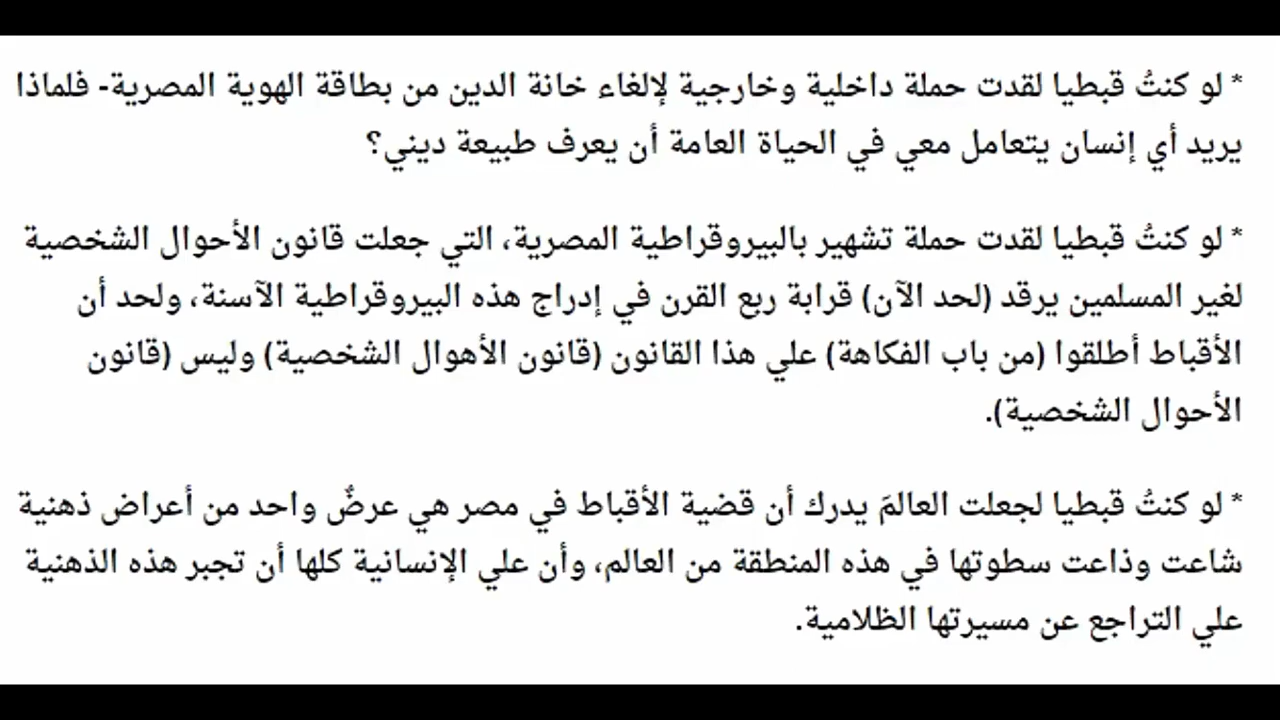 * لو كنتُ قبطيا لقدت حملة داخلية وخارجية لإلغاء خانة الدين من بطاقة الهوية المصرية- فلماذا
يريد أي إنسان يتعامل معي في الحياة العامة أن يعرف طبيعة ديني؟
* لو كنتُ قبطيا لقدت حملة تشهير بالبيروقراطية المصرية، التي جعلت قانون الأحوال الشخصية
لغير المسلمين يرقد (لحد الآن) قرابة ربع القرن في إدراج هذه البيروقراطية الآسنة، ولحد أن
الأقباط أطلقوا (من باب الفكاهة) علي هذا القانون (قانون الأهوال الشخصية) وليس (قانون
الأحوال الشخصية).
* لو كنتُ قبطيا لجعلت العالمَ يدرك أن قضية الأقباط في مصر هي عرضٌ واحد من أعراض ذهنية
شاعت وذاعت سطوتها في هذه المنطقة من العالم، وأن علي الإنسانية كلها أن تجبر هذه الذهنية
علي التراجع عن مسيرتها الظلامية.